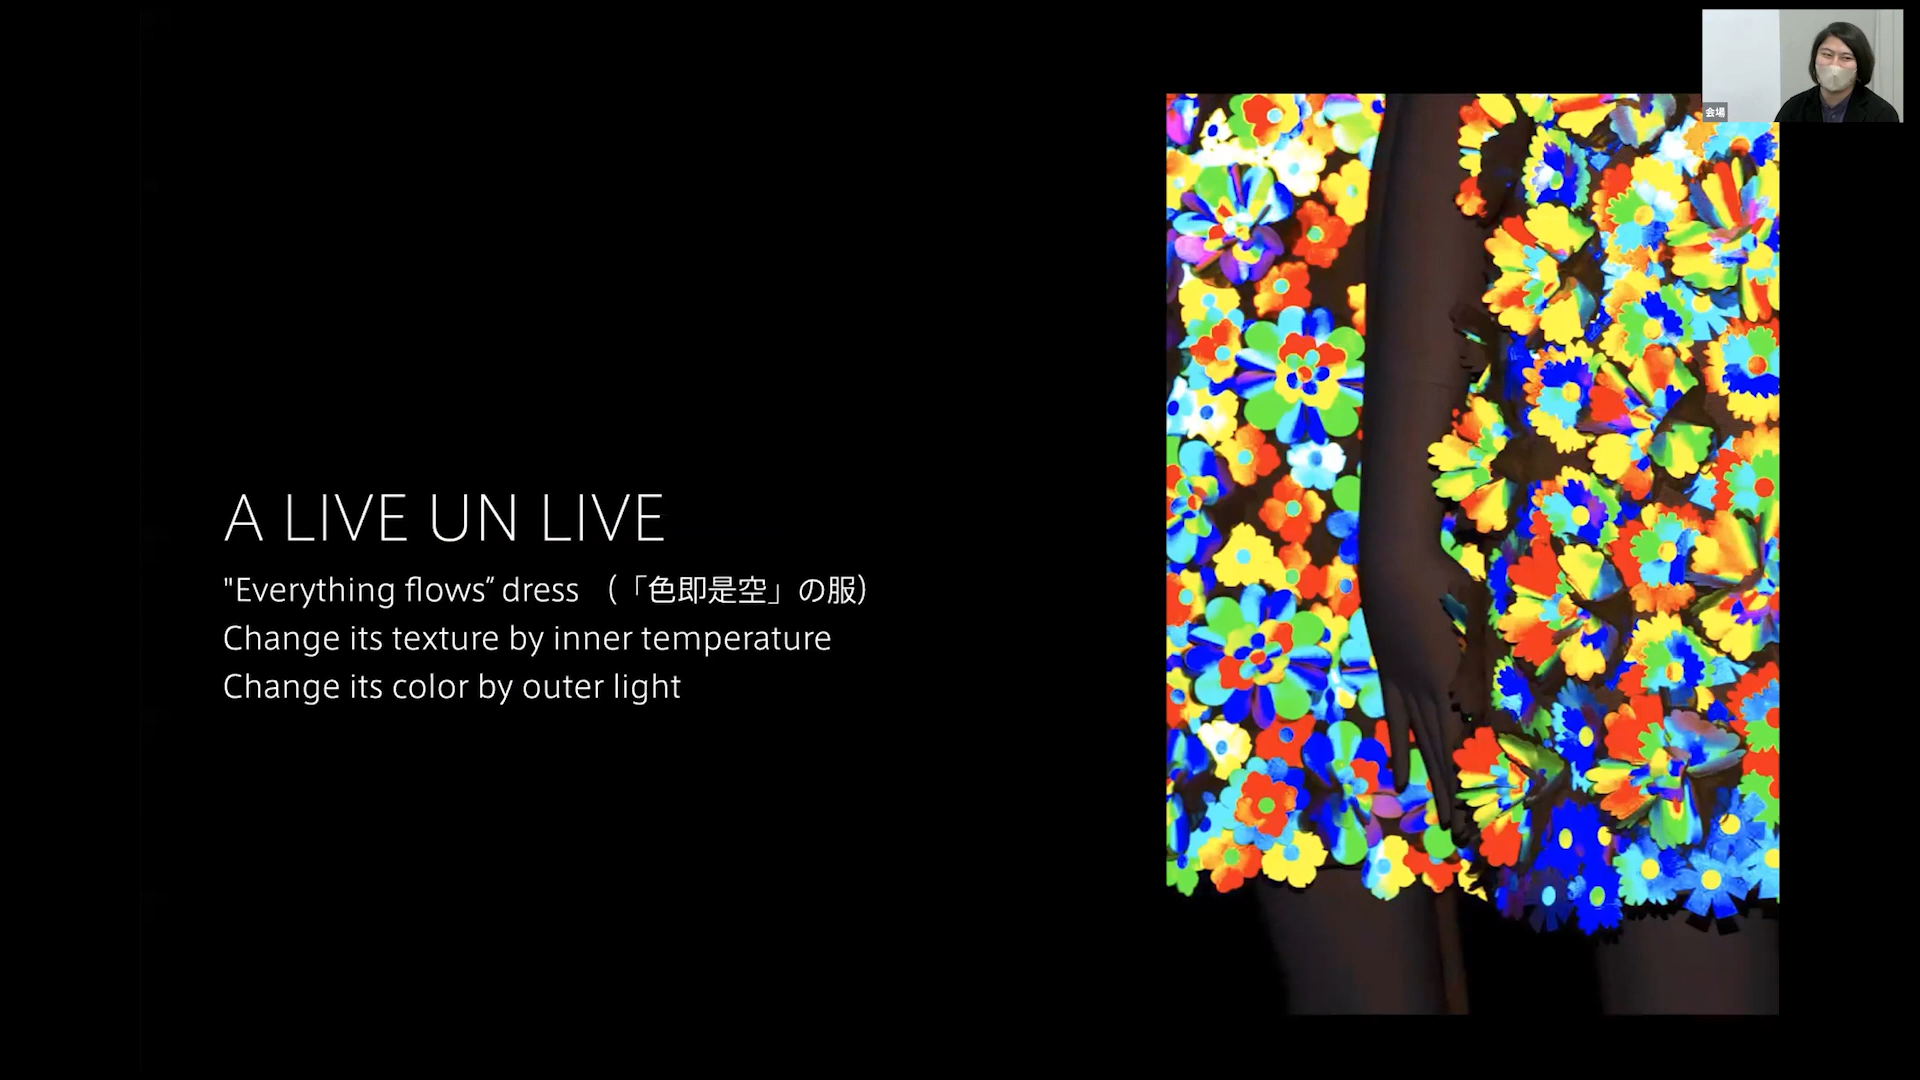 会場
A LIVE UN LIVE
"Everything flows“ dress （「色即是空」の服）
Change its texture by inner temperature
Change its color by outer light